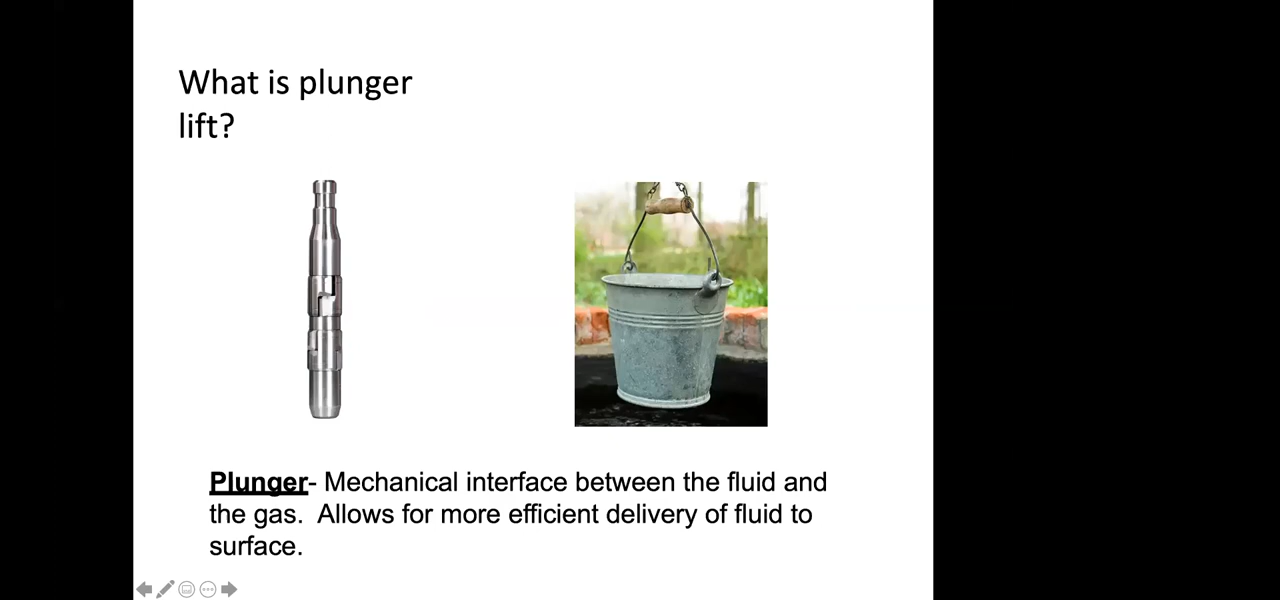 What is plunger
lift?
Plunger- Mechanical interface between the fluid and
the gas.  Allows for more efficient delivery of fluid to
surface.